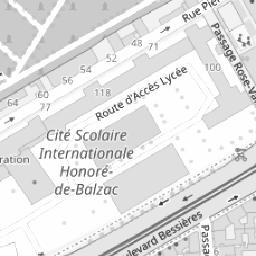 Rue Pie
Passage Rose-Va
48
71
54
52
56
60
64
77
118
100
Route d'Accès Lycée
Cité Scolaire
Internationale
Honoré-
de-Balzac
ration
levard Bessières
Passa